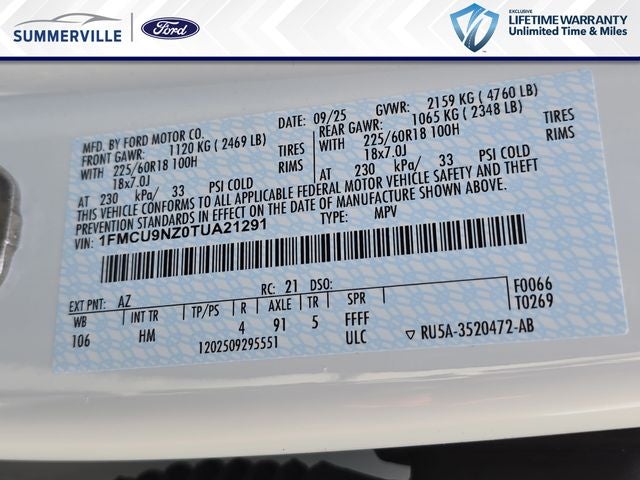 SUMMERVILLE
Ford
EXCLUSIVE
LIFETIME WARRANTY
Unlimited Time & Miles
MFD. BY FORD MOTOR CO.
DATE: 09/25 GVWR: 2159 KG ( 4760 LB)
FRONT GAWR: 1120 KG ( 2469 LB)
REAR GAWR: 1065 KG ( 2348 LB)
WITH 225/60R18 100H TIRES
WITH 225/60R18 100H TIRES
18x7.0J RIMS
18x7.0J RIMS
AT 230 kPa/ 33 PSI COLD
AT 230 kPa/ 33 PSI COLD
THIS VEHICLE CONFORMS TO ALL APPLICABLE FEDERAL MOTOR VEHICLE SAFETY AND THEFT
PREVENTION STANDARDS IN EFFECT ON THE DATE OF MANUFACTURE SHOWN ABOVE.
VIN: 1FMCU9NZ0TUA21291 TYPE: MPV
EXT PNT: AZ RC: 21 DSO: F0066
WB INT TR TP/PS R AXLE TR SPR T0269
106 HM 4 91 5 FFFF
1202509295551 ULC ▽ RU5A-3520472-AB